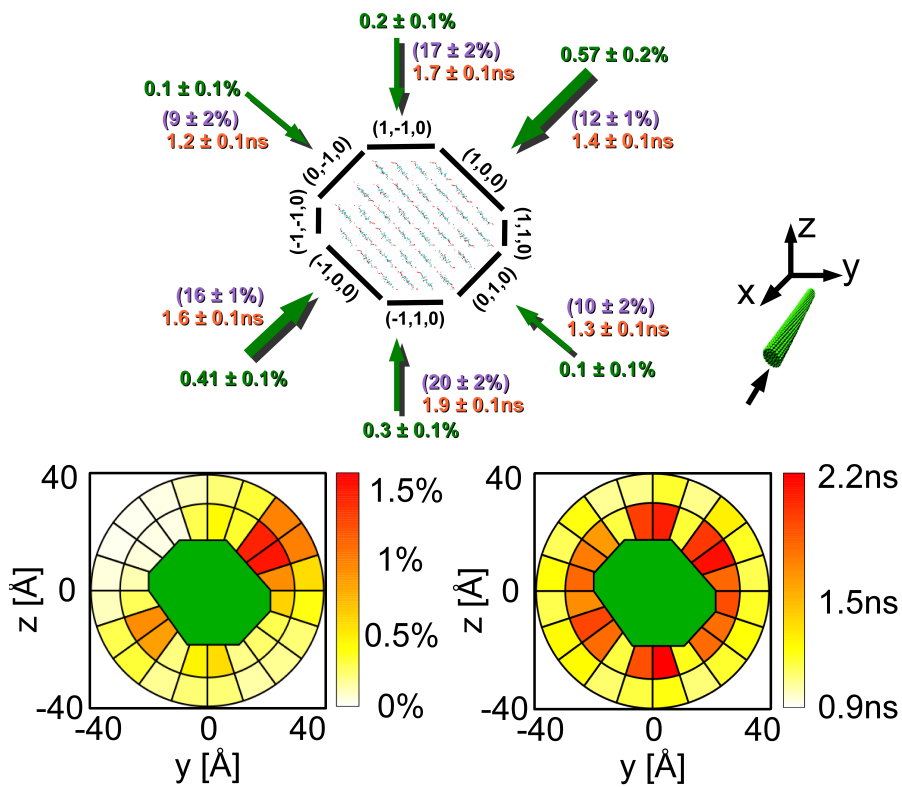 0.2 ± 0.1%
(17 ± 2%)
1.7 ± 0.1ns
0.57 ± 0.2%
0.1 ± 0.1%
(9 ± 2%)
1.2 ± 0.1ns
(12 ± 1%)
1.4 ± 0.1ns
(1,-1,0)
(0,-1,0)
(1,0,0)
(-1,-1,0)
(1,1,0)
(-1,0,0)
(0,1,0)
(-1,1,0)
z
y
x
(16 ± 1%)
1.6 ± 0.1ns
0.41 ± 0.1%
(10 ± 2%)
1.3 ± 0.1ns
0.1 ± 0.1%
(20 ± 2%)
1.9 ± 0.1ns
0.3 ± 0.1%
40
0
-40
z [Å]
-40
0
40
y [Å]
1.5%
1%
0.5%
0%
40
0
-40
z [Å]
-40
0
40
y [Å]
2.2ns
1.5ns
0.9ns